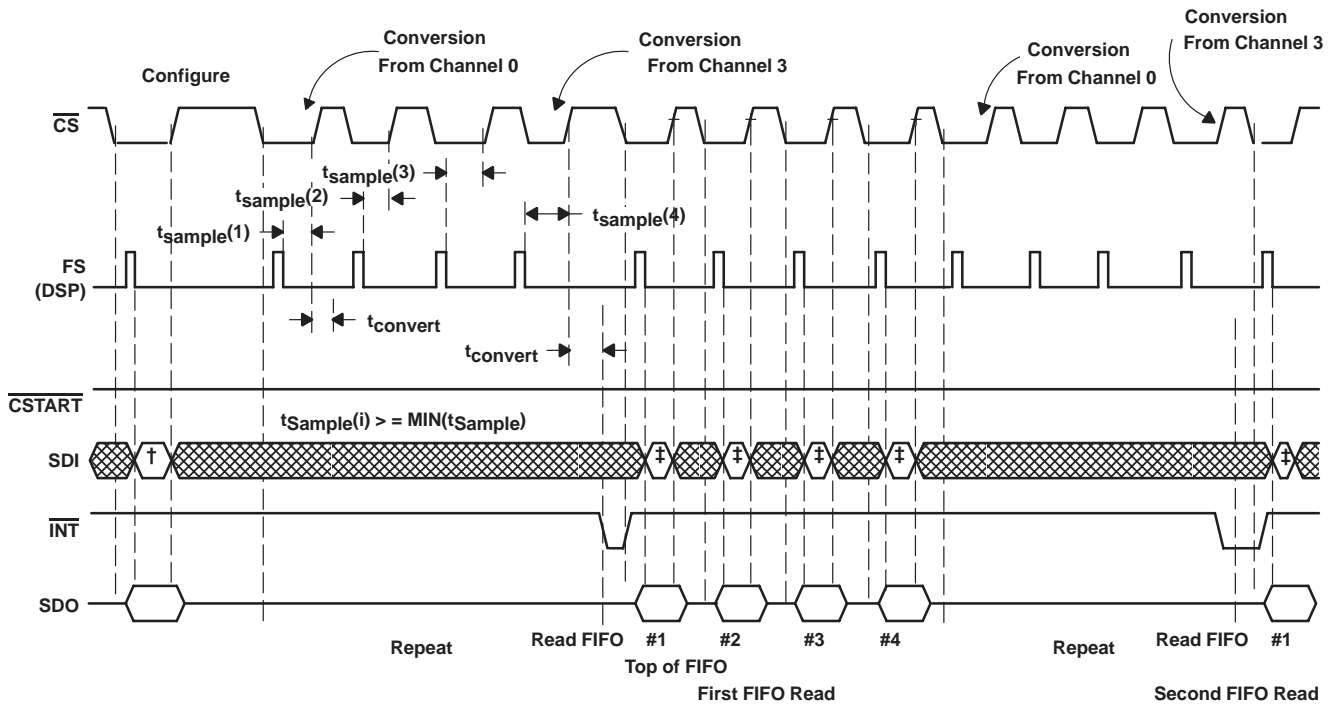 Conversion
From Channel 0
Conversion
From Channel 3
Conversion
From Channel 0
Conversion
From Channel 3
Configure
CS
tsample(3)
tsample(2)
tsample(4)
tsample(1)
FS
(DSP)
tconvert
tconvert
CSTART
tSample(i) > = MIN(tSample)
SDI
†
‡
‡
‡
‡
‡
INT
SDO
Repeat
Read FIFO
#1
#2
#3
#4
Repeat
Read FIFO
#1
Top of FIFO
First FIFO Read
Second FIFO Read